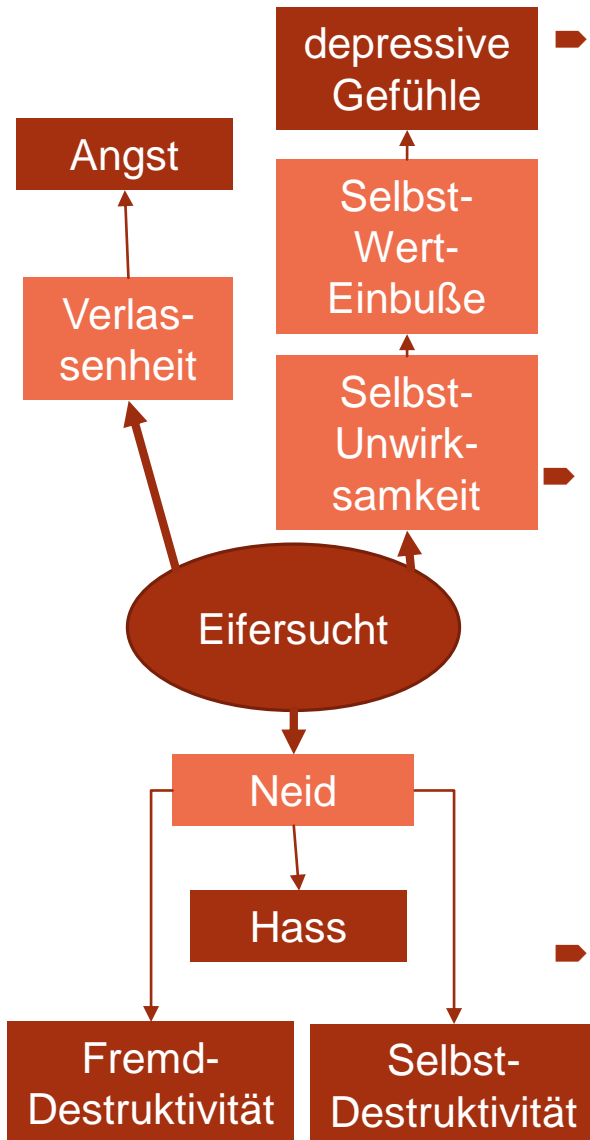 depressive
Gefühle
Angst
Selbst-
Wert-
Einbuße
Verlas-
senheit
Selbst-
Unwirk-
samkeit
Eifersucht
Neid
Hass
Fremd-
Destruktivität
Selbst-
Destruktivität